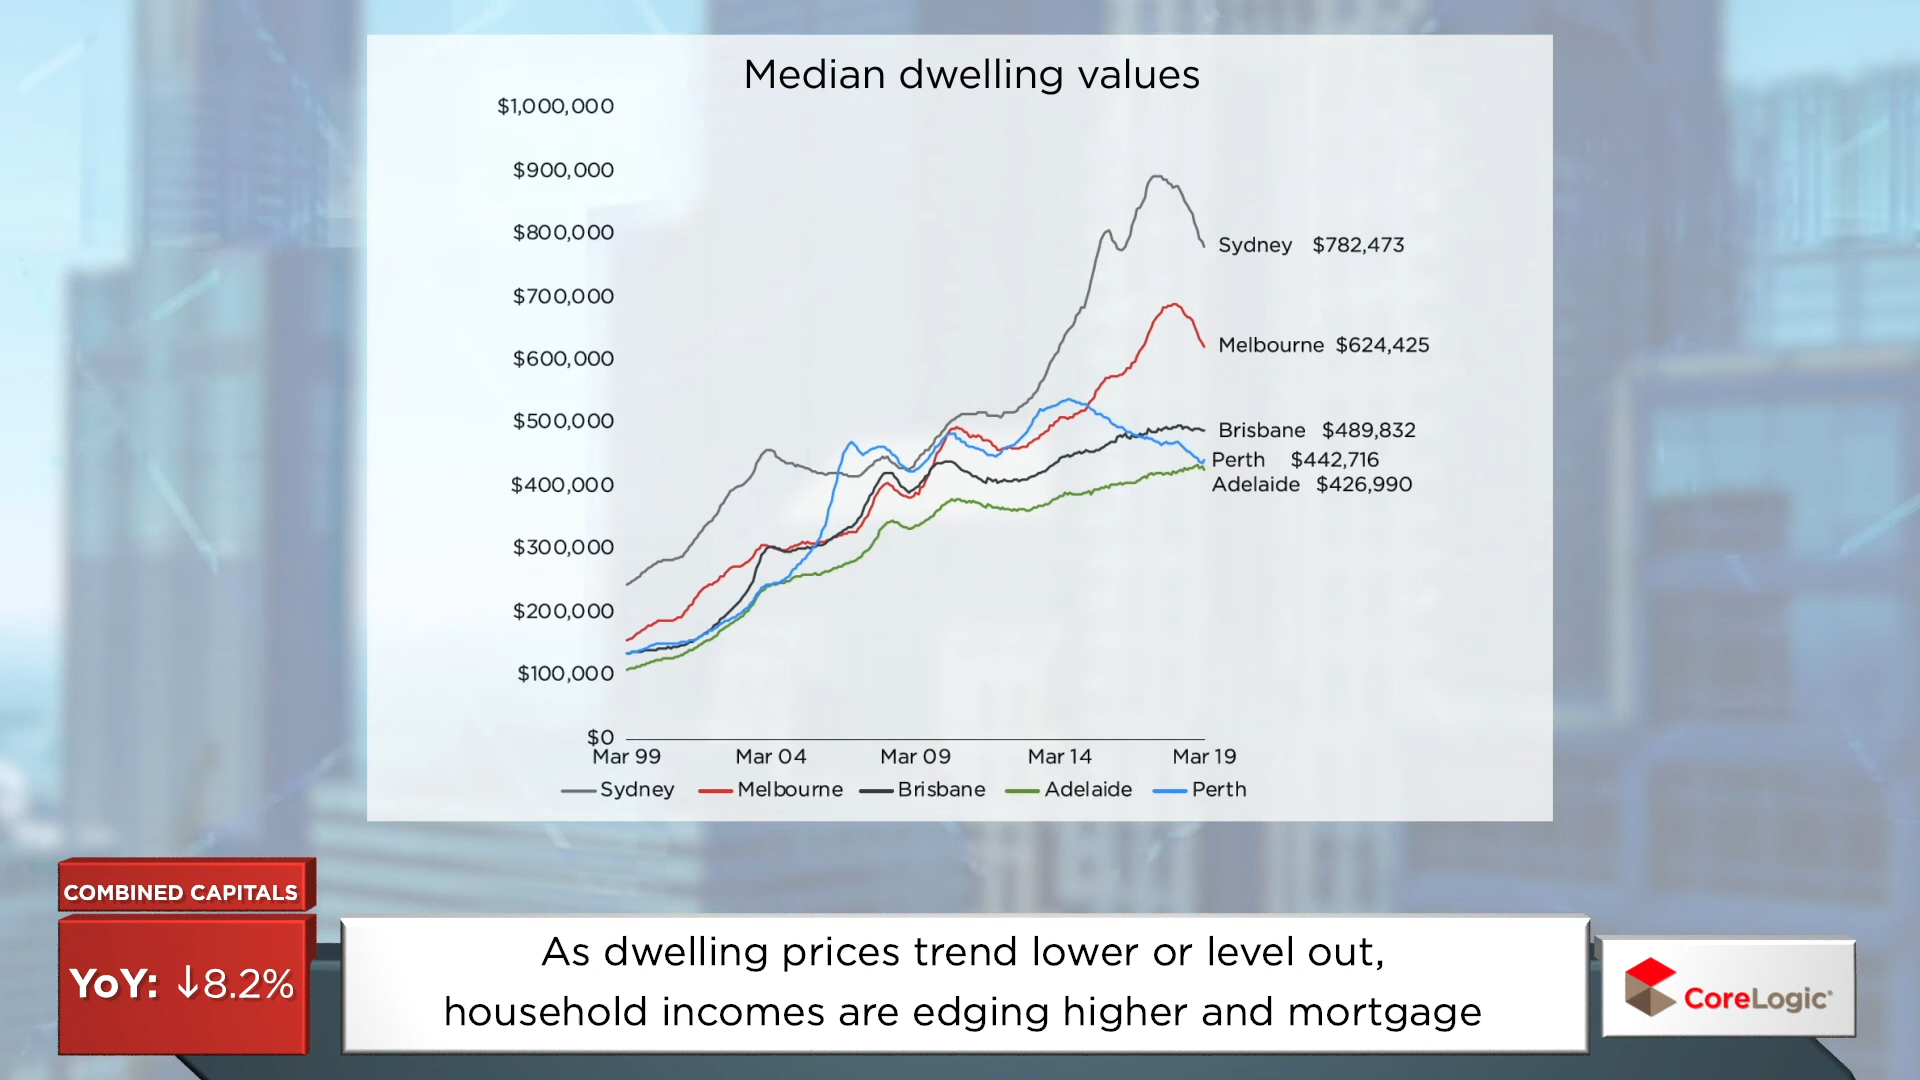 Median dwelling values
$1,000,000
$900,000
$800,000
$700,000
$600,000
$500,000
$400,000
$300,000
$200,000
$100,000
$0
Sydney $782,473
Melbourne $624,425
Brisbane $489,832
Perth $442,716
Adelaide $426,990
Mar 99 Mar 04 Mar 09 Mar 14 Mar 19
Sydney Melbourne Brisbane Adelaide Perth
COMBINED CAPITALS
YoY: ↓8.2%
As dwelling prices trend lower or level out,
household incomes are edging higher and mortgage
CoreLogic®